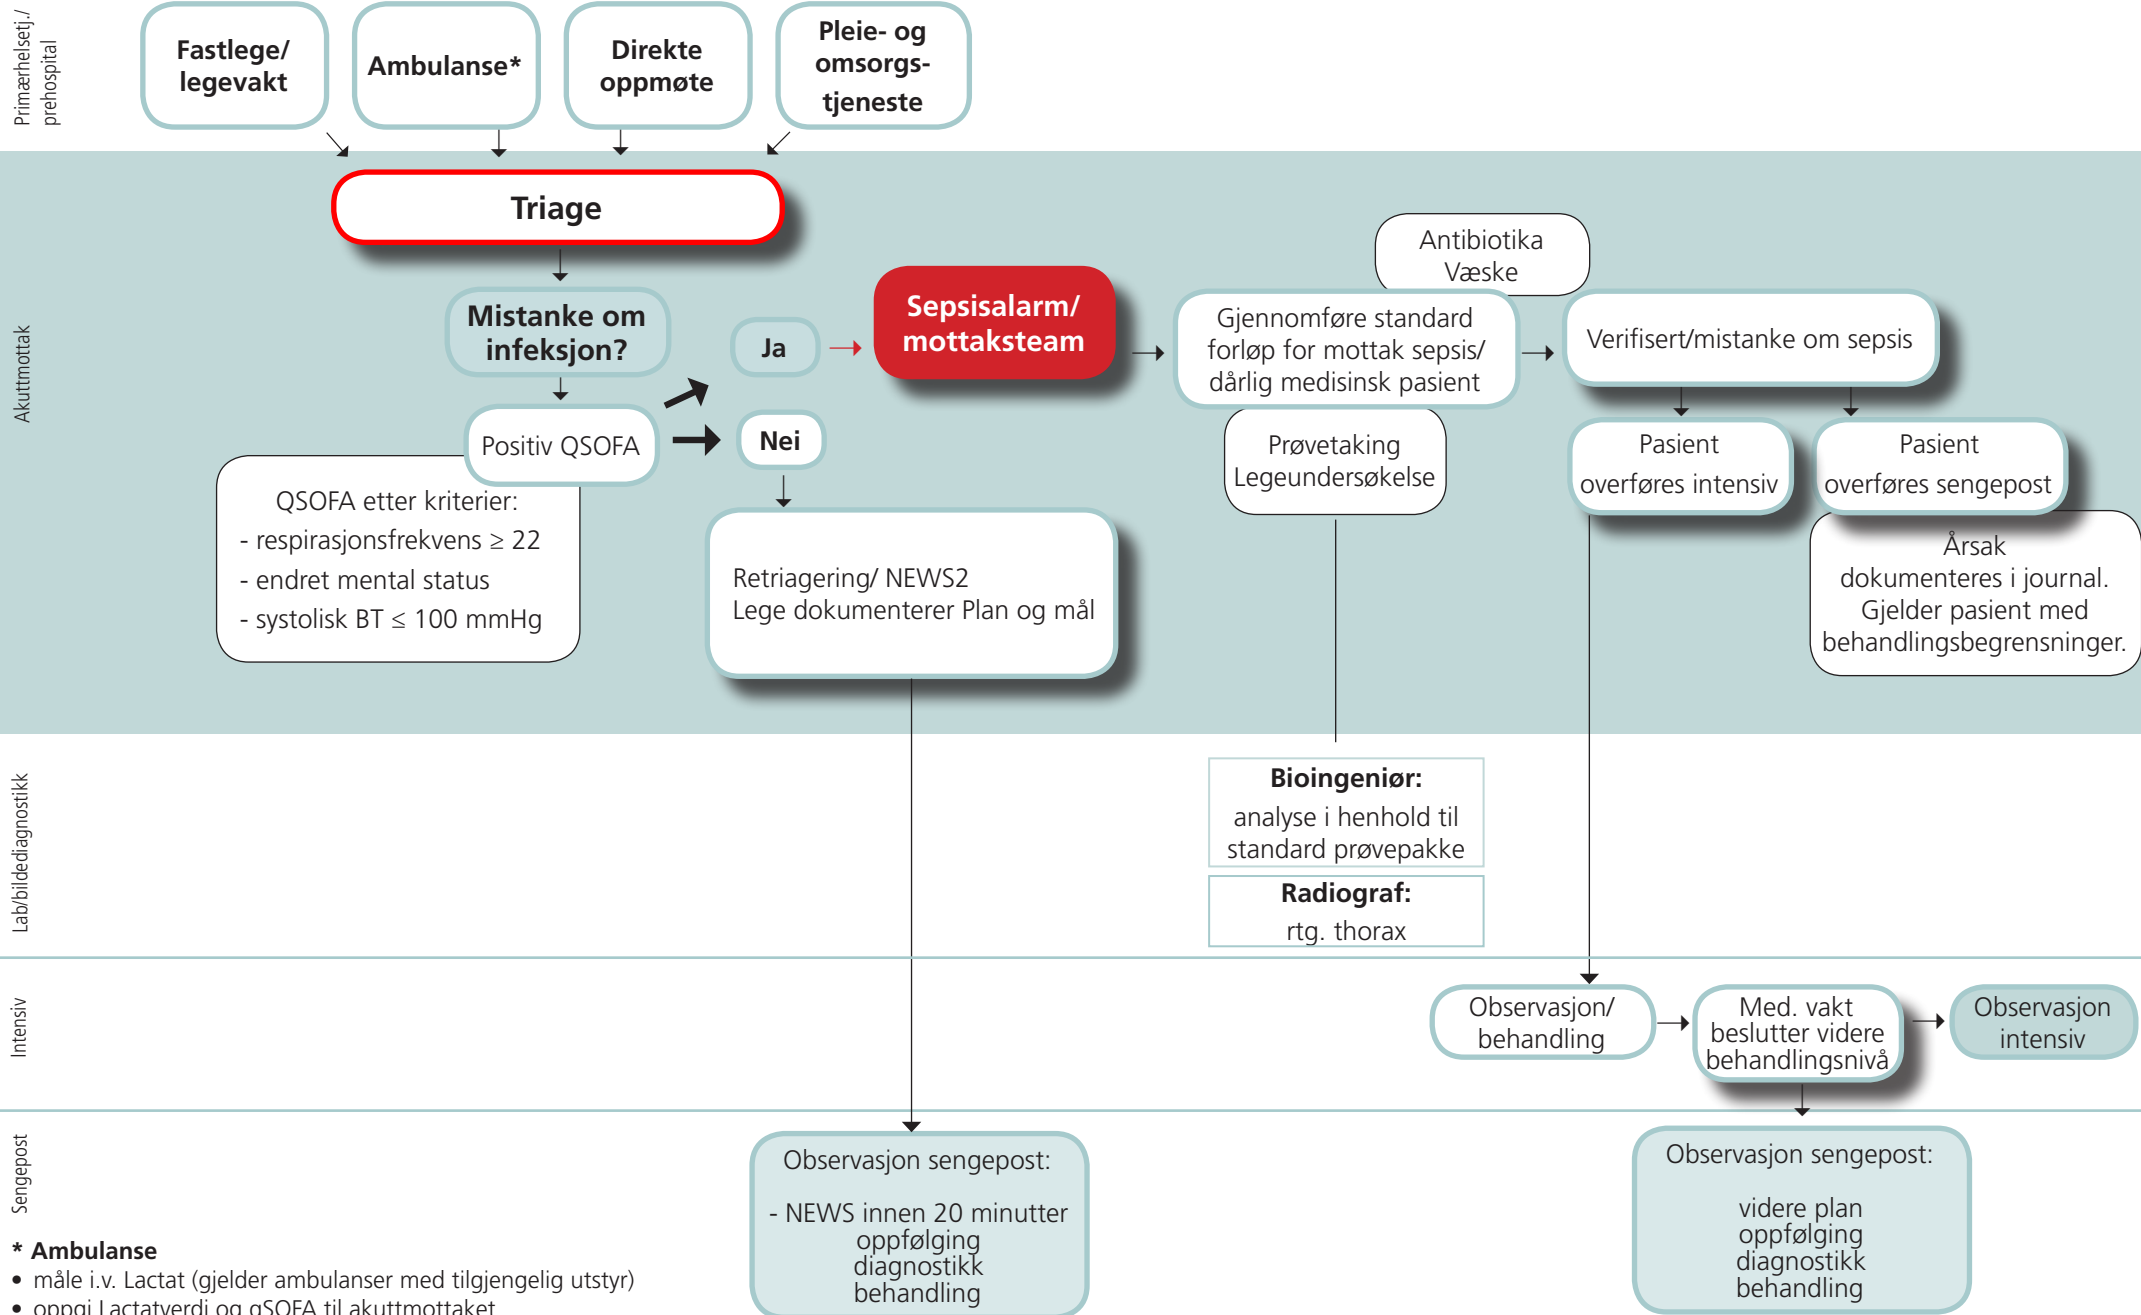 Primærhelsetj./
prehospital
Fastlege/
legevakt
Ambulanse*
Direkte
oppmøte
Pleie- og
omsorgs-
tjeneste
Akuttmottak
Triage
Mistanke om
infeksjon?
Positiv QSOFA
QSOFA etter kriterier:
- respirasjonsfrekvens ≥ 22
- endret mental status
- systolisk BT ≤ 100 mmHg
Ja
Nei
Sepsisalarm/
mottaksteam
Retriagering/ NEWS2
Lege dokumenterer Plan og mål
Antibiotika
Væske
Gjennomføre standard
forløp for mottak sepsis/
dårlig medisinsk pasient
Prøvetaking
Legeundersøkelse
Verifisert/mistanke om sepsis
Pasient
overføres intensiv
Pasient
overføres sengepost
Årsak
dokumenteres i journal.
Gjelder pasient med
behandlingsbegrensninger.
Lab/bildediagnostikk
Bioingeniør:
analyse i henhold til
standard prøvepakke
Radiograf:
rtg. thorax
Intensiv
Observasjon/
behandling
Med. vakt
beslutter videre
behandlingsnivå
Observasjon
intensiv
Sengepost
Observasjon sengepost:
- NEWS innen 20 minutter
oppfølging
diagnostikk
behandling
Observasjon sengepost:
videre plan
oppfølging
diagnostikk
behandling
* Ambulanse
• måle i.v. Lactat (gjelder ambulanser med tilgjengelig utstyr)
• oppgi Lactatverdi og qSOFA til akuttmottaket